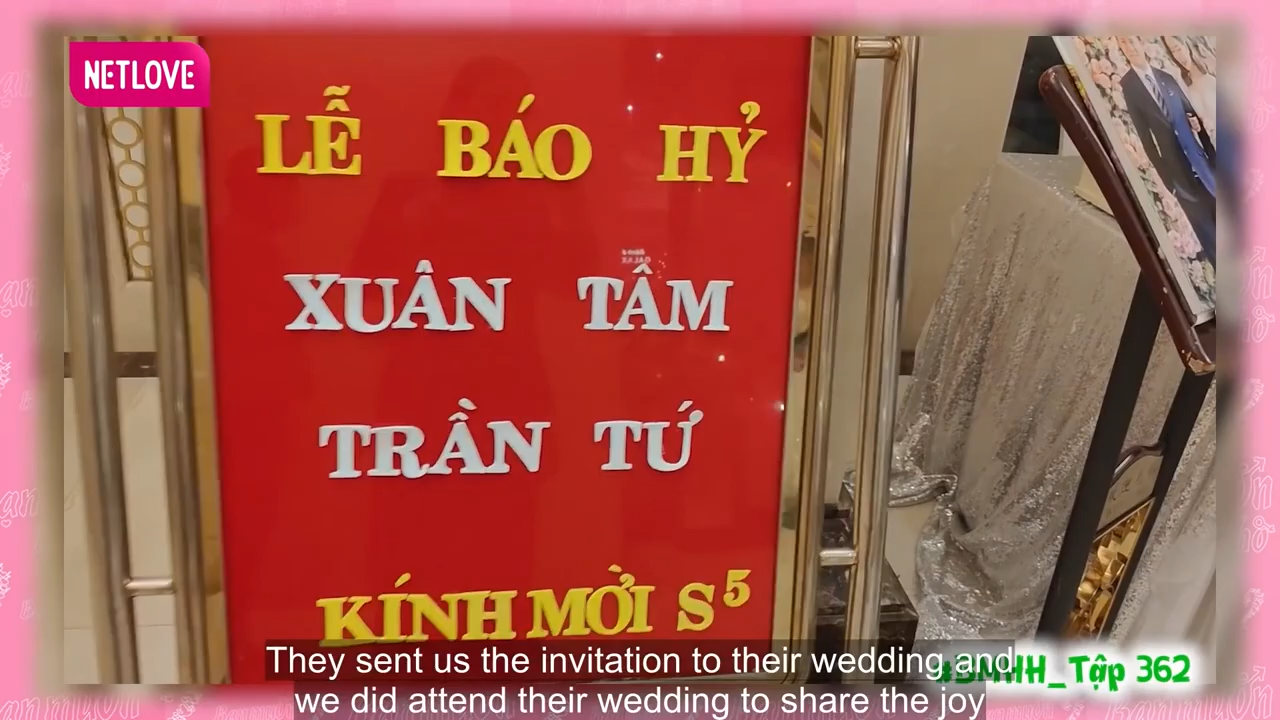 NETLOVE
LỄ BÁO HỶ
XUÂN TÂM
TRẦN TỨ
KÍNH MỜI S5
#BMHH_Tập 362
They sent us the invitation to their wedding and
we did attend their wedding to share the joy